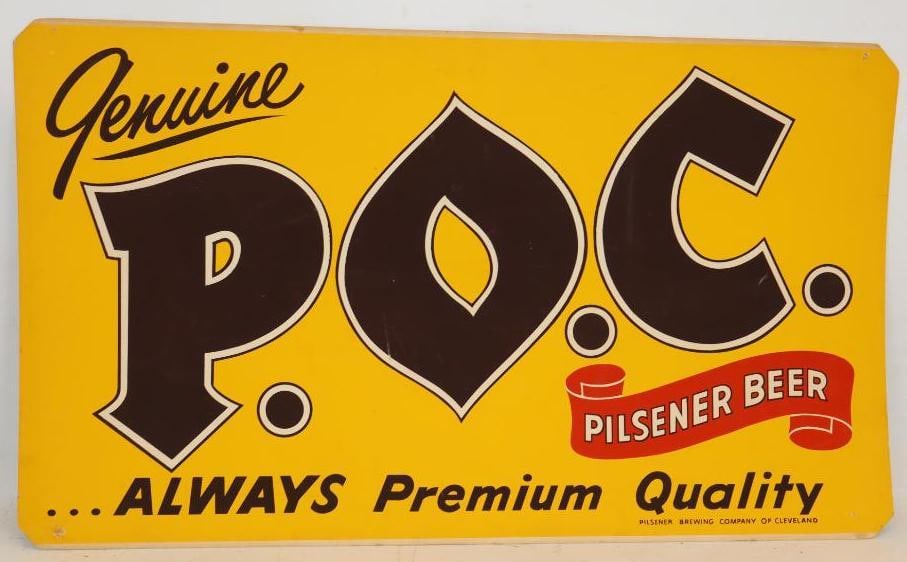 Genuine
P.O.C.
PILSENER BEER
...ALWAYS Premium Quality
PILSENER BREWING COMPANY OF CLEVELAND